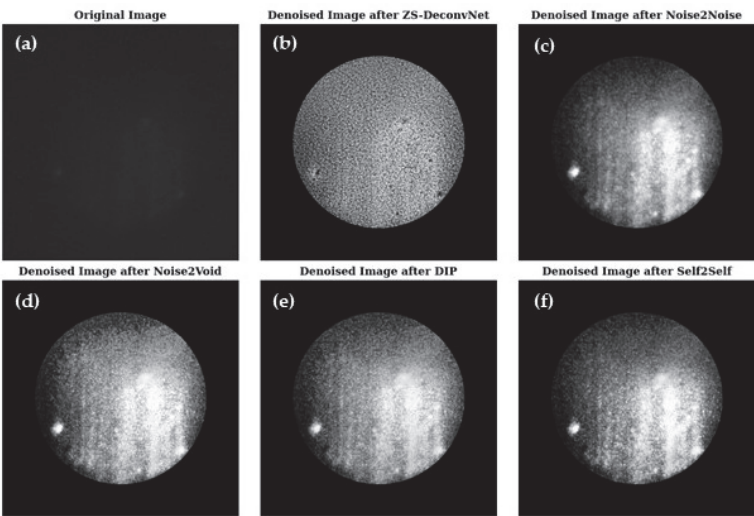 Original Image
(a)
Denoised Image after ZS-DeconvNet
(b)
Denoised Image after Noise2Noise
(c)
Denoised Image after Noise2Void
(d)
Denoised Image after DIP
(e)
Denoised Image after Self2Self
(f)